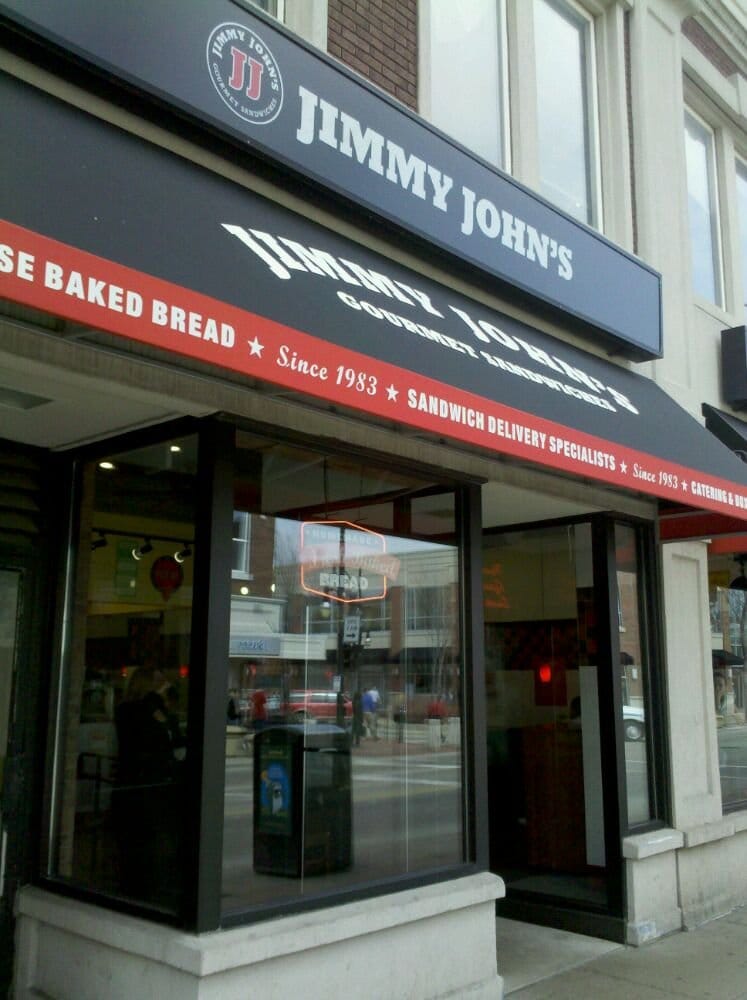 JIMMY JOHN'S
JJ
GOURMET SANDWICHES
JIMMY JOHN'S
JIMMY JOHN'S
GOURMET SANDWICHES
SE BAKED BREAD ★ Since 1983 ★ SANDWICH DELIVERY SPECIALISTS ★ Since 1983 ★ CATERING & BOX
BREAD